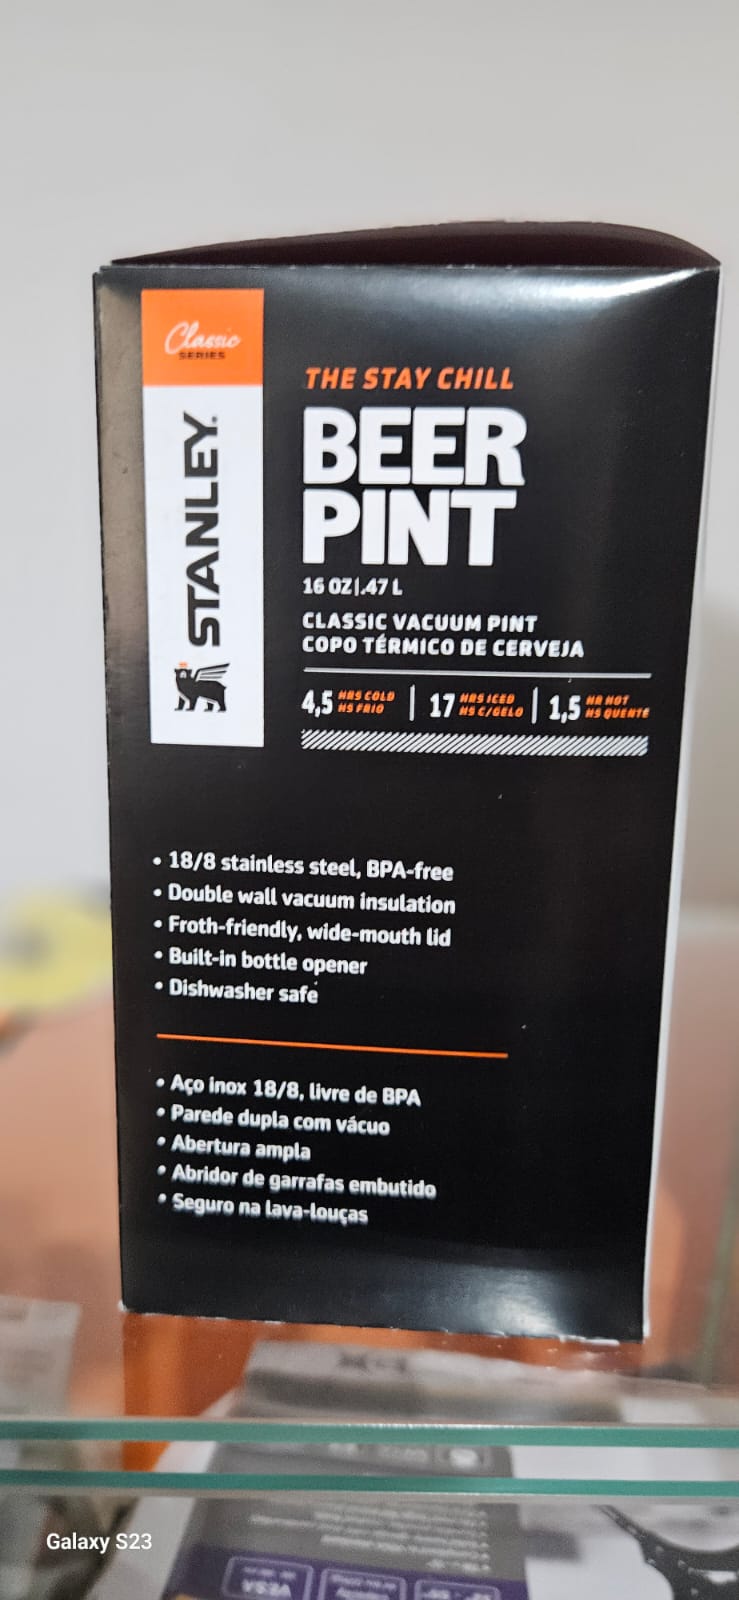 Classic
SERIES
STANLEY.
THE STAY CHILL
BEER
PINT
16 OZ|.47 L
CLASSIC VACUUM PINT
COPO TÉRMICO DE CERVEJA
4,5 HRS COLD HS FRIO | 17 HRS ICED HS C/GELO | 1,5 HR HOT HS QUENTE
• 18/8 stainless steel, BPA-free
• Double wall vacuum insulation
• Froth-friendly, wide-mouth lid
• Built-in bottle opener
• Dishwasher safe
• Aço inox 18/8, livre de BPA
• Parede dupla com vácuo
• Abertura ampla
• Abridor de garrafas embutido
• Seguro na lava-louças
VESA
Galaxy S23